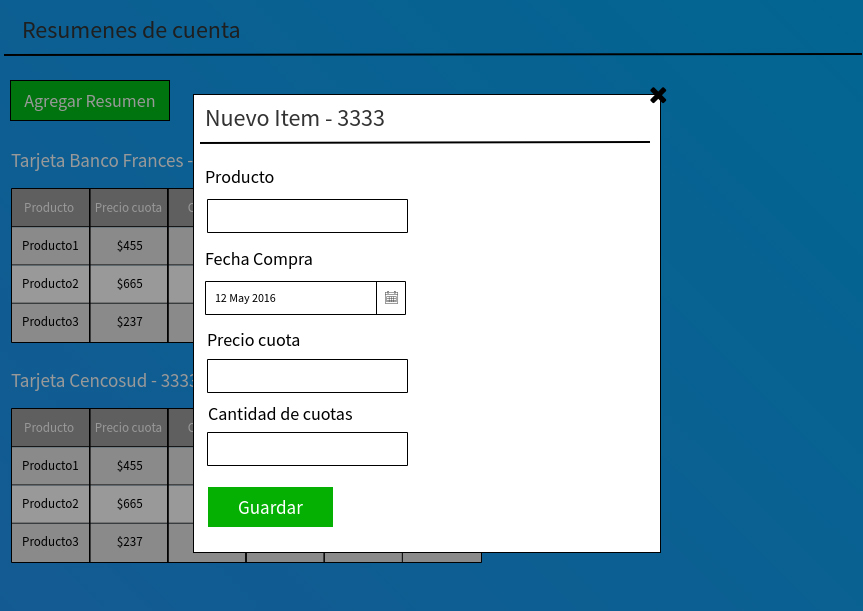 Resumenes de cuenta
Agregar Resumen
Tarjeta Banco Frances -
Producto Precio cuota C
Producto1 $455
Producto2 $665
Producto3 $237
Tarjeta Cencosud - 3333
Producto Precio cuota C
Producto1 $455
Producto2 $665
Producto3 $237
Nuevo Item - 3333
Producto
Fecha Compra
12 May 2016
Precio cuota
Cantidad de cuotas
Guardar